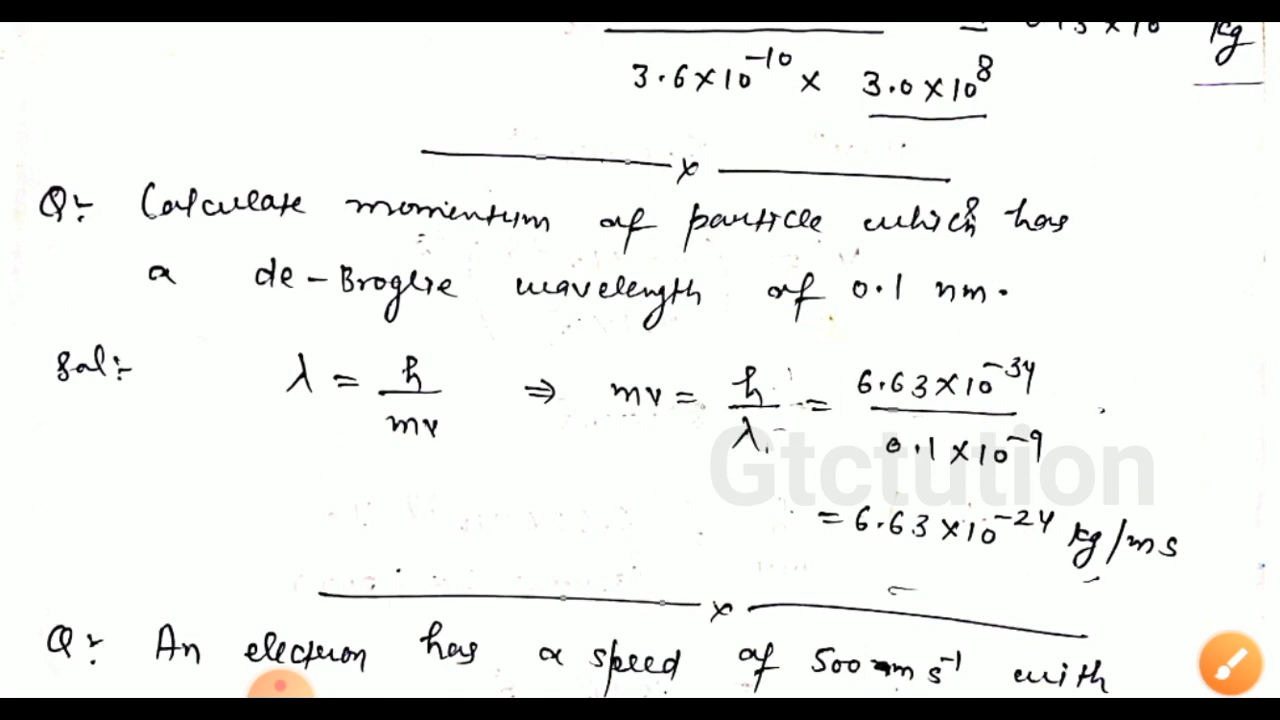 kg
3.6×10⁻¹⁰ × 3.0×10⁸
x
Q:- Calculate momentum of particle which has
a de-Broglie wavelength of 0.1 nm.
Sol:- λ = h/mv ⇒ mv = h/λ = 6.63×10⁻³⁴/0.1×10⁻⁹
Gtctution
= 6.63×10⁻²⁴ kg/ms
x
Q:- An electron has a speed of 500 ms⁻¹ with